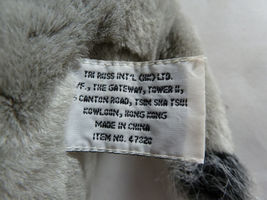 TRI RUSS INT'L (HK) LTD.
/F., THE GATEWAY, TOWER II,
CANTON ROAD, TSIM SHA TSUI
KOWLOON, HONG KONG
MADE IN CHINA
ITEM NO. 47826